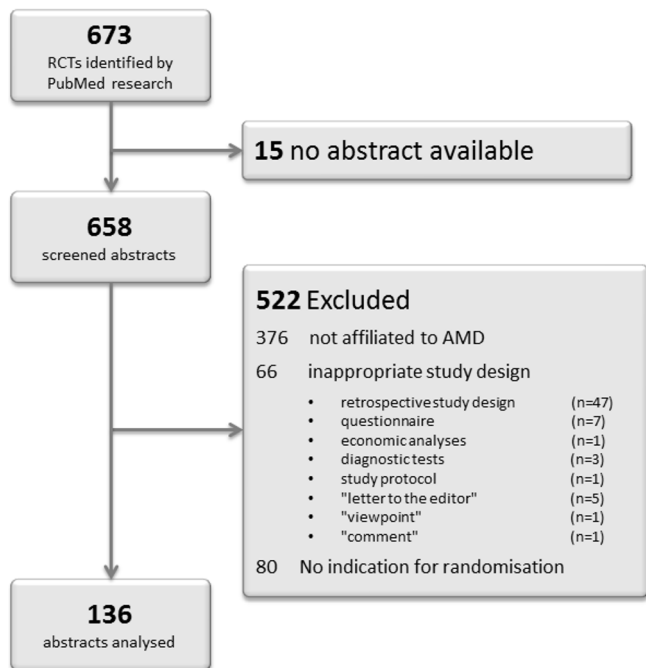 673
RCTs identified by
PubMed research
15 no abstract available
658
screened abstracts
522 Excluded
376 not affiliated to AMD
66 inappropriate study design
• retrospective study design (n=47)
• questionnaire (n=7)
• economic analyses (n=1)
• diagnostic tests (n=3)
• study protocol (n=1)
• "letter to the editor" (n=5)
• "viewpoint" (n=1)
• "comment" (n=1)
80 No indication for randomisation
136
abstracts analysed